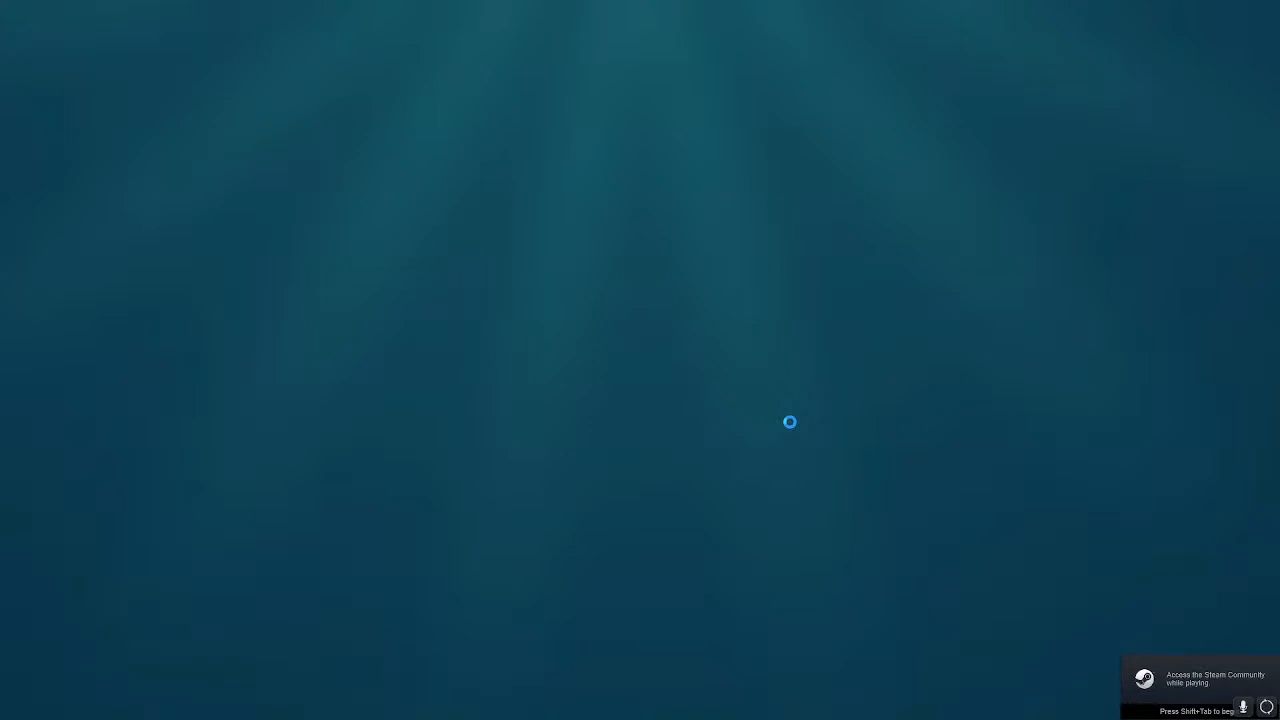 Access the Steam Community
while playing.
Press Shift+Tab to beg